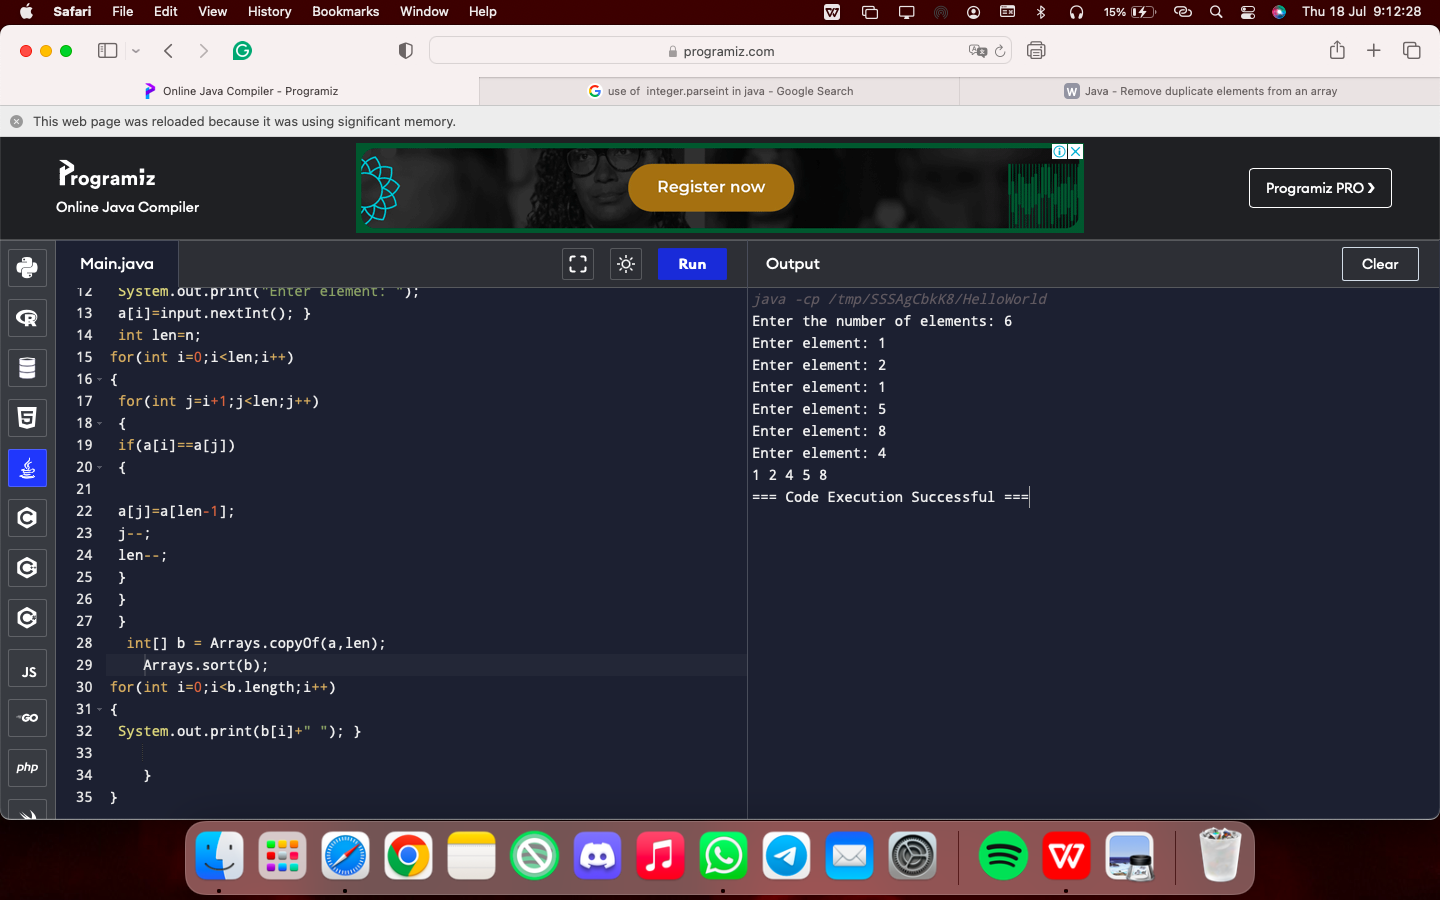 Safari File Edit View History Bookmarks Window Help 15% Thu 18 Jul 9:12:28
programiz.com
Online Java Compiler - Programiz
use of integer.parseint in java - Google Search
W Java - Remove duplicate elements from an array
This web page was reloaded because it was using significant memory.
Programiz
Online Java Compiler
Register now
Programiz PRO ❯
Main.java
Run
Output
Clear
12 System.out.print("Enter element: ");
13 a[i]=input.nextInt(); }
14 int len=n;
15 for(int i=0;i<len;i++)
16 {
17 for(int j=i+1;j<len;j++)
18 {
19 if(a[i]==a[j])
20 {
21
22 a[j]=a[len-1];
23 j--;
24 len--;
25 }
26 }
27 }
28 int[] b = Arrays.copyOf(a,len);
29 Arrays.sort(b);
30 for(int i=0;i<b.length;i++)
31 {
32 System.out.print(b[i]+" "); }
33
34 }
35 }
java -cp /tmp/SSSAgCbkK8/HelloWorld
Enter the number of elements: 6
Enter element: 1
Enter element: 2
Enter element: 1
Enter element: 5
Enter element: 8
Enter element: 4
1 2 4 5 8
=== Code Execution Successful ===
R
5
C
C
C
JS
GO
php